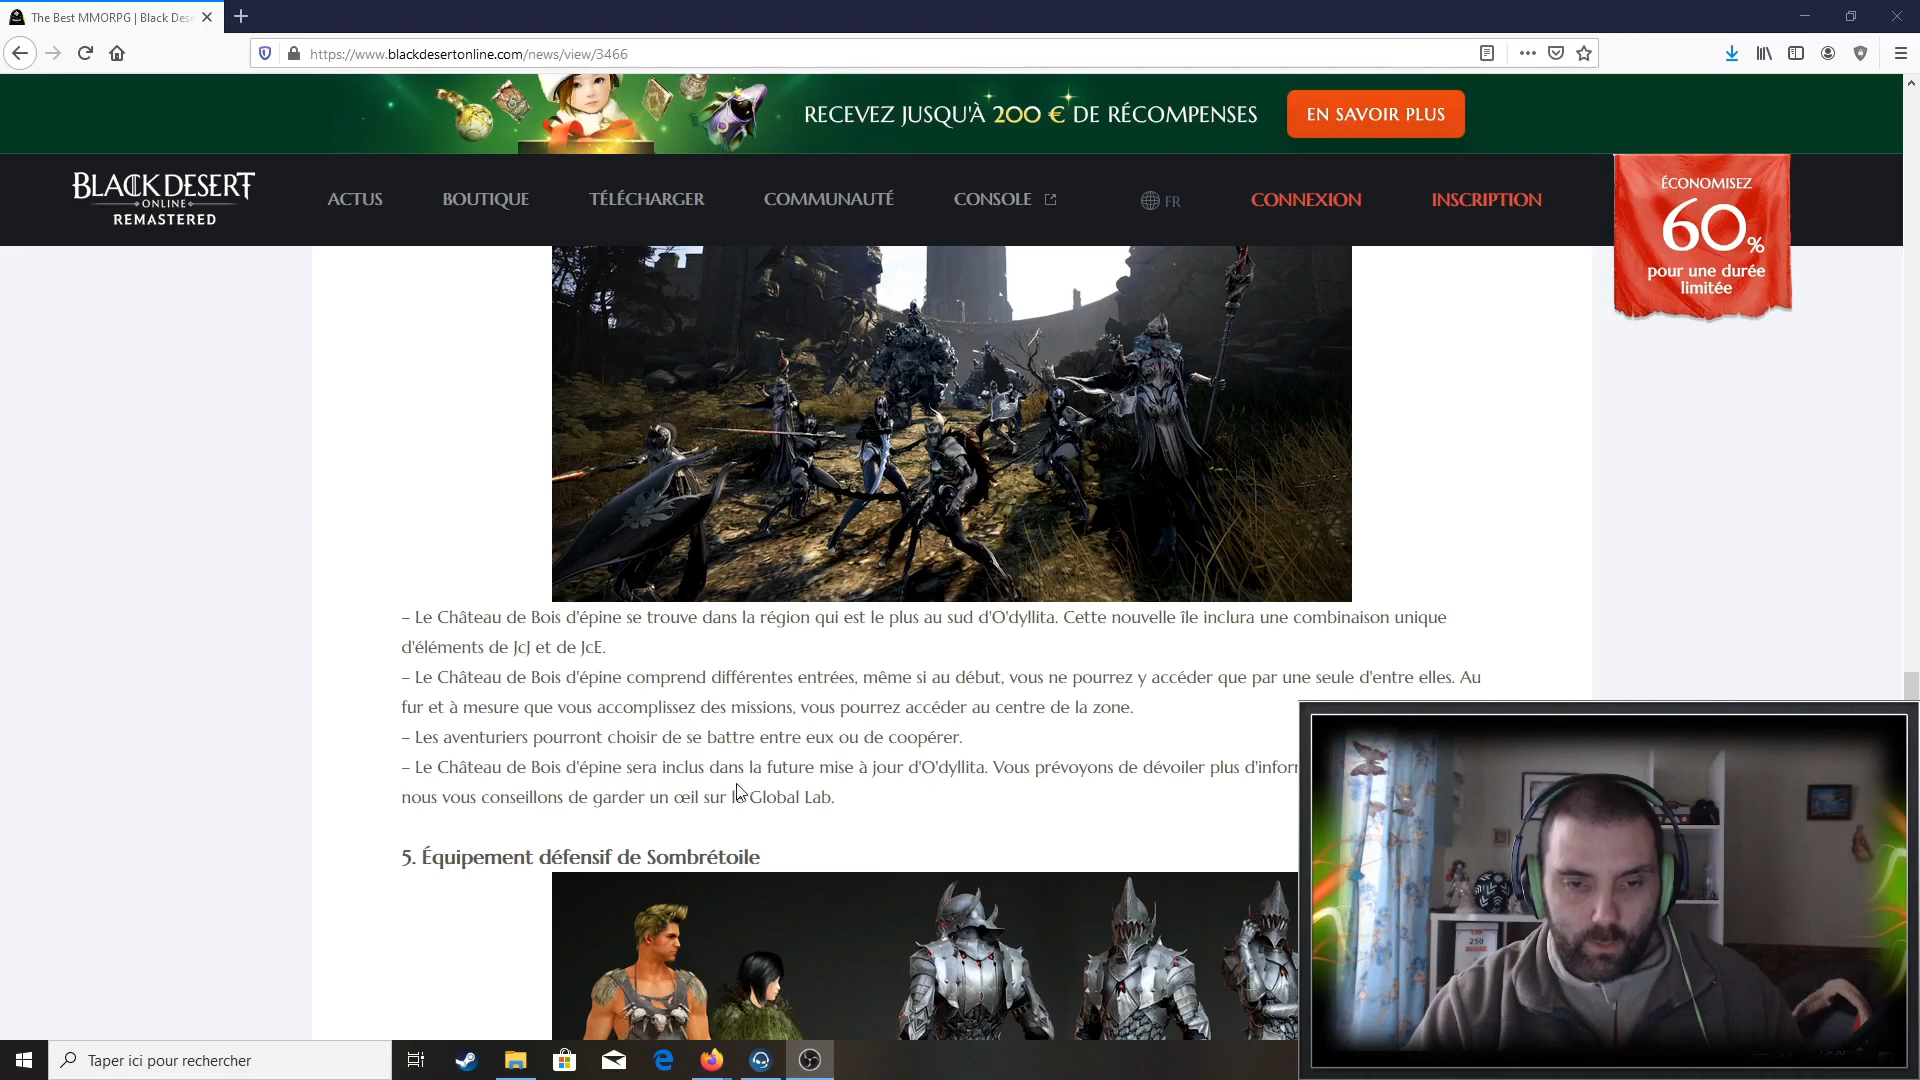 The Best MMORPG | Black Dese
https://www.blackdesertonline.com/news/view/3466
RECEVEZ JUSQU'À 200 € DE RÉCOMPENSES
EN SAVOIR PLUS
BLACK DESERT
ONLINE
REMASTERED
ACTUS
BOUTIQUE
TÉLÉCHARGER
COMMUNAUTÉ
CONSOLE
FR
CONNEXION
INSCRIPTION
ÉCONOMISEZ
60%
pour une durée
limitée
– Le Château de Bois d'épine se trouve dans la région qui est le plus au sud d'O'dyllita. Cette nouvelle île inclura une combinaison unique
d'éléments de JcJ et de JcE.
– Le Château de Bois d'épine comprend différentes entrées, même si au début, vous ne pourrez y accéder que par une seule d'entre elles. Au
fur et à mesure que vous accomplissez des missions, vous pourrez accéder au centre de la zone.
– Les aventuriers pourront choisir de se battre entre eux ou de coopérer.
– Le Château de Bois d'épine sera inclus dans la future mise à jour d'O'dyllita. Vous prévoyons de dévoiler plus d'infor
nous vous conseillons de garder un œil sur le Global Lab.
5. Équipement défensif de Sombrétoile
250
Taper ici pour rechercher